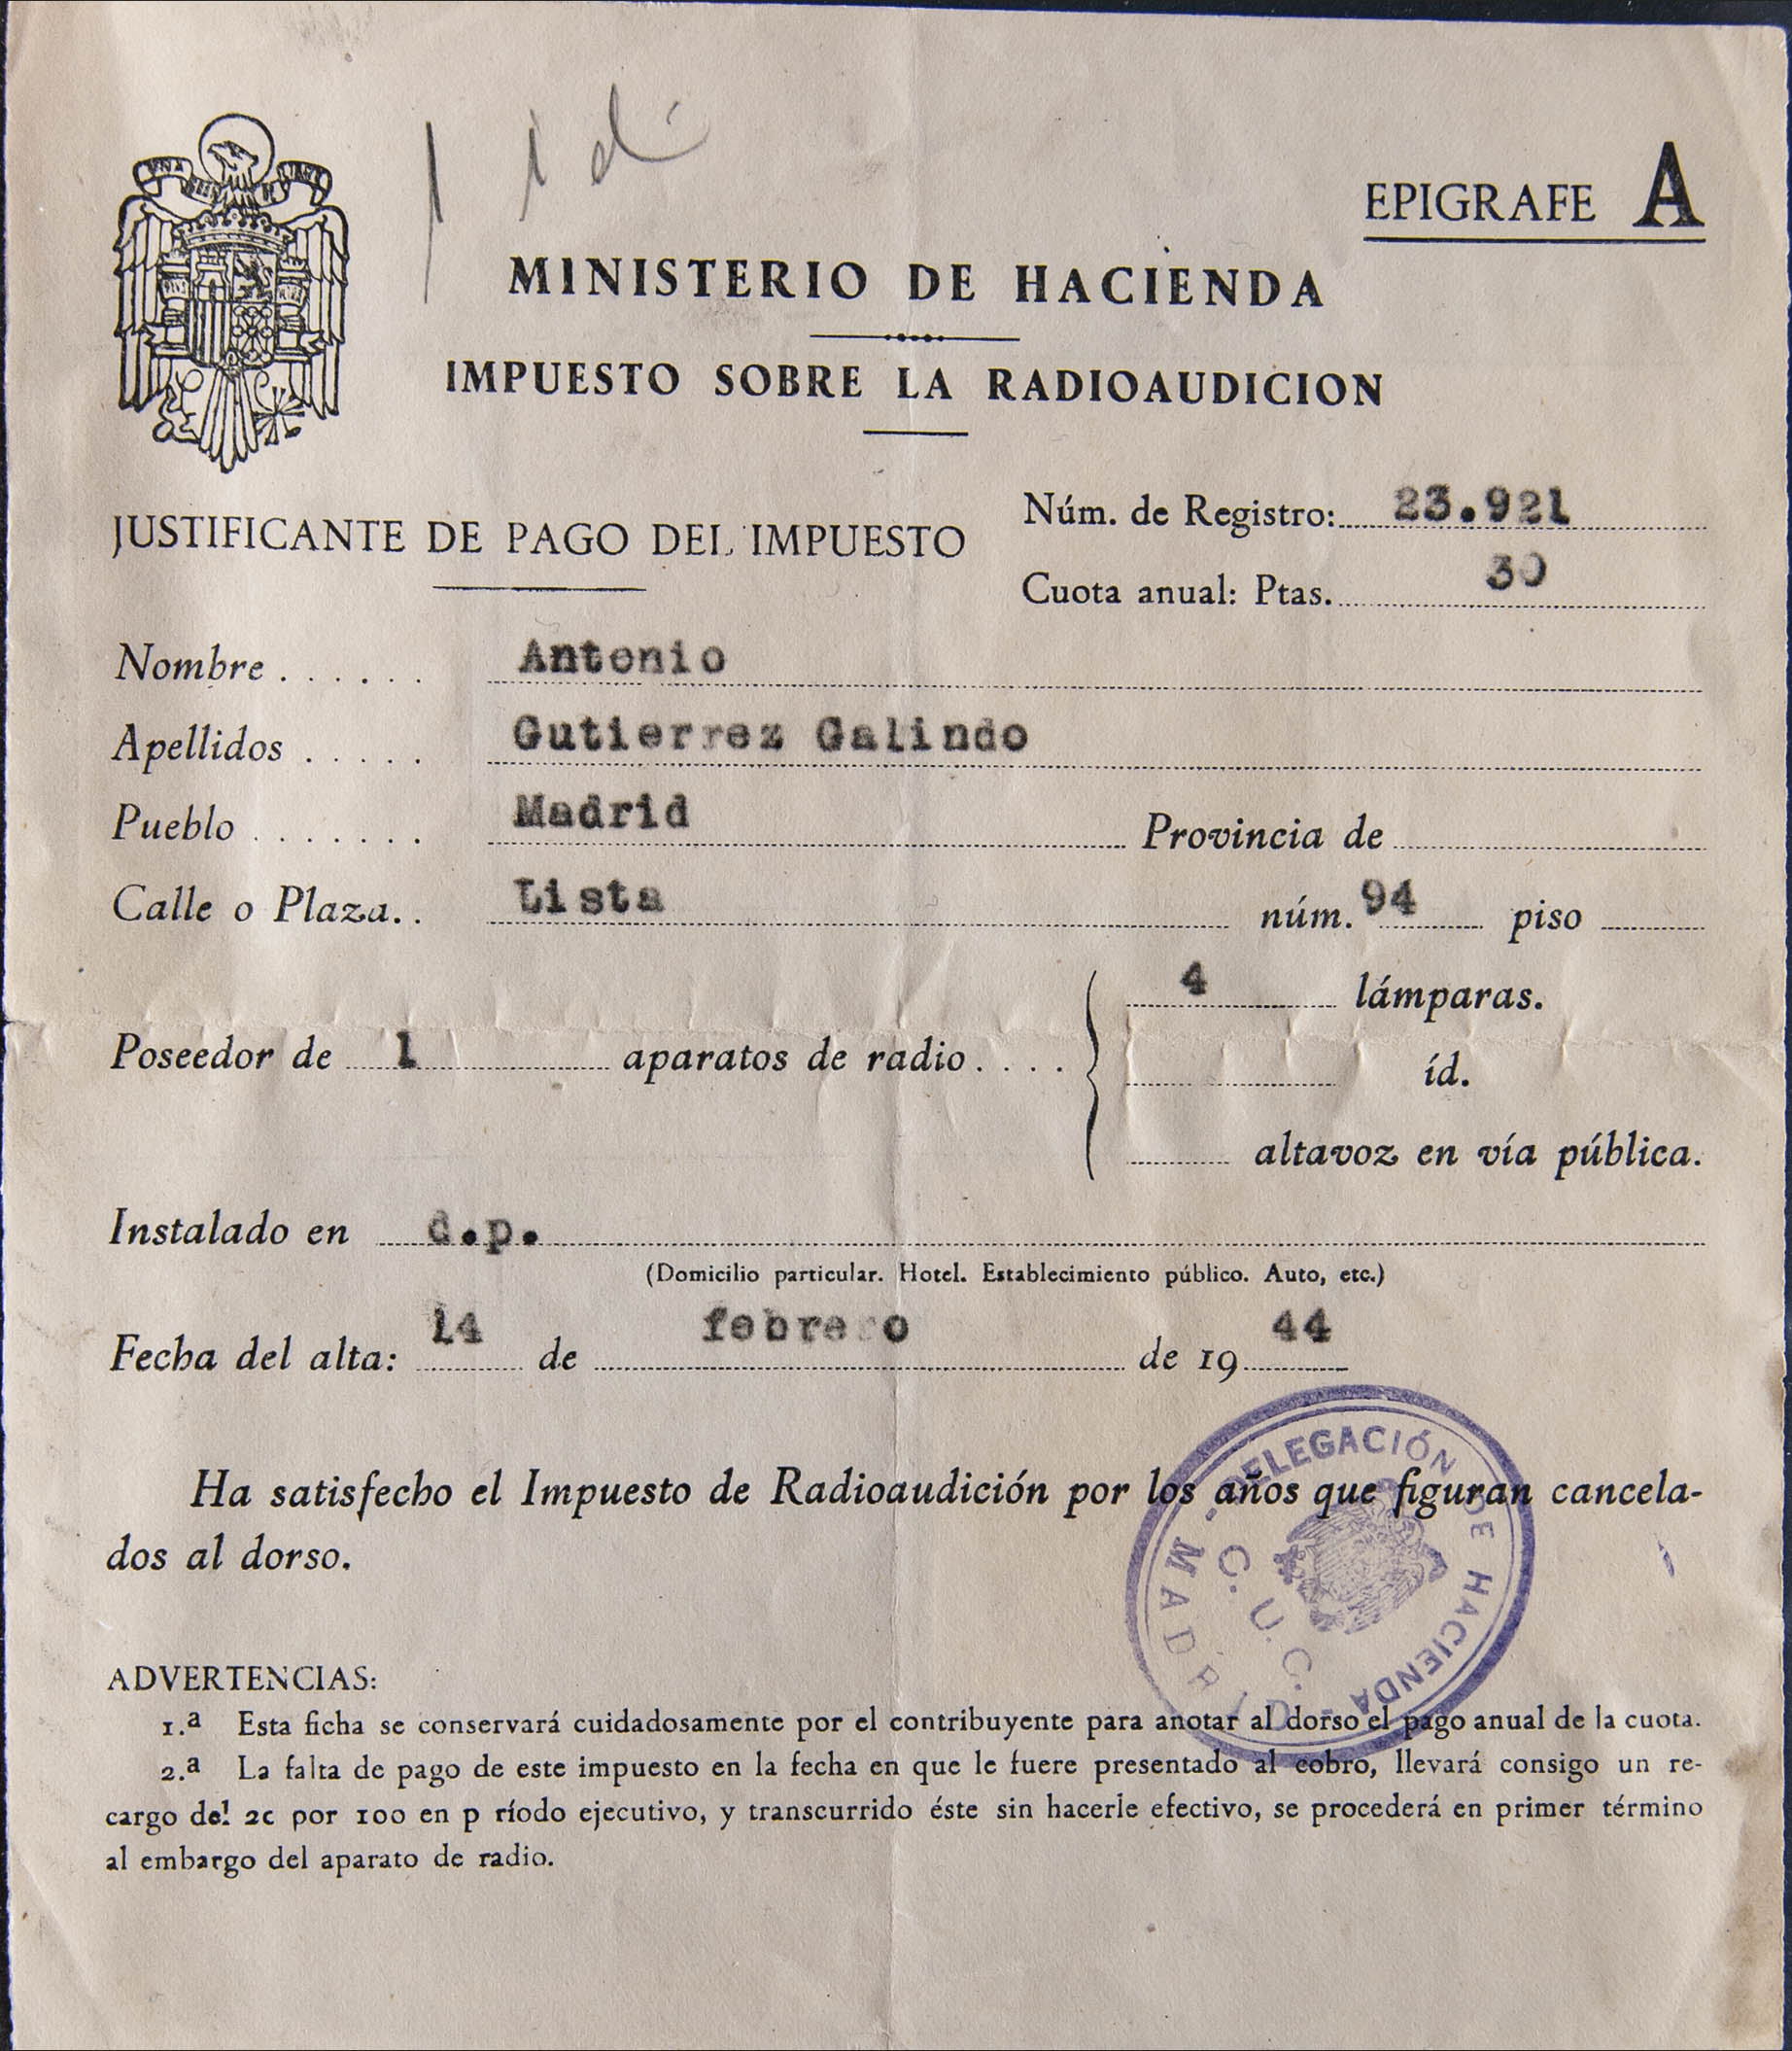 EPIGRAFE A
MINISTERIO DE HACIENDA
IMPUESTO SOBRE LA RADIOAUDICION
JUSTIFICANTE DE PAGO DEL IMPUESTO
Núm. de Registro: 23.921
Cuota anual: Ptas. 30
Nombre . . . . . . Antonio
Apellidos . . . . . Gutierrez Galindo
Pueblo . . . . . . . Madrid Provincia de
Calle o Plaza. . Lista núm. 94 piso
4 lámparas.
Poseedor de 1 aparatos de radio . . . .
íd.
altavoz en vía pública.
Instalado en d.p.
(Domicilio particular. Hotel. Establecimiento público. Auto, etc.)
Fecha del alta: 14 de febrero de 1944
Ha satisfecho el Impuesto de Radioaudición por los años que figuran cancela-
dos al dorso.
DELEGACIÓN DE HACIENDA - MADRID -
C. U. C.
ADVERTENCIAS:
1.ª Esta ficha se conservará cuidadosamente por el contribuyente para anotar al dorso el pago anual de la cuota.
2.ª La falta de pago de este impuesto en la fecha en que le fuere presentado al cobro, llevará consigo un re-
cargo del 20 por 100 en p ríodo ejecutivo, y transcurrido éste sin hacerle efectivo, se procederá en primer término
al embargo del aparato de radio.